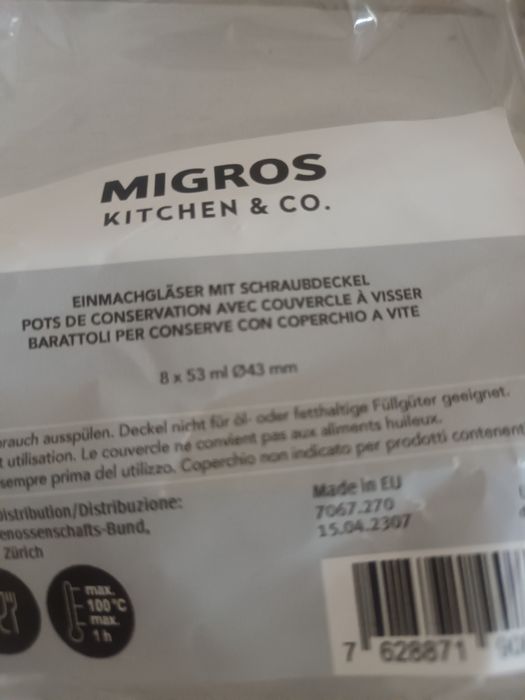 MIGROS
KITCHEN & CO.
EINMACHGLÄSER MIT SCHRAUBDECKEL
POTS DE CONSERVATION AVEC COUVERCLE À VISSER
BARATTOLI PER CONSERVE CON COPERCHIO A VITE
8 x 53 ml Ø43 mm
brauch ausspülen. Deckel nicht für öl- oder fetthaltige Füllgüter geeignet.
t utilisation. Le couvercle ne convient pas aux aliments huileux.
sempre prima del utilizzo. Coperchio non indicato per prodotti contenent
Distribution/Distribuzione:
enossenschafts-Bund,
Zürich
Made in EU
7067.270
15.04.2307
max.
100°C
max.
1h
7 628871